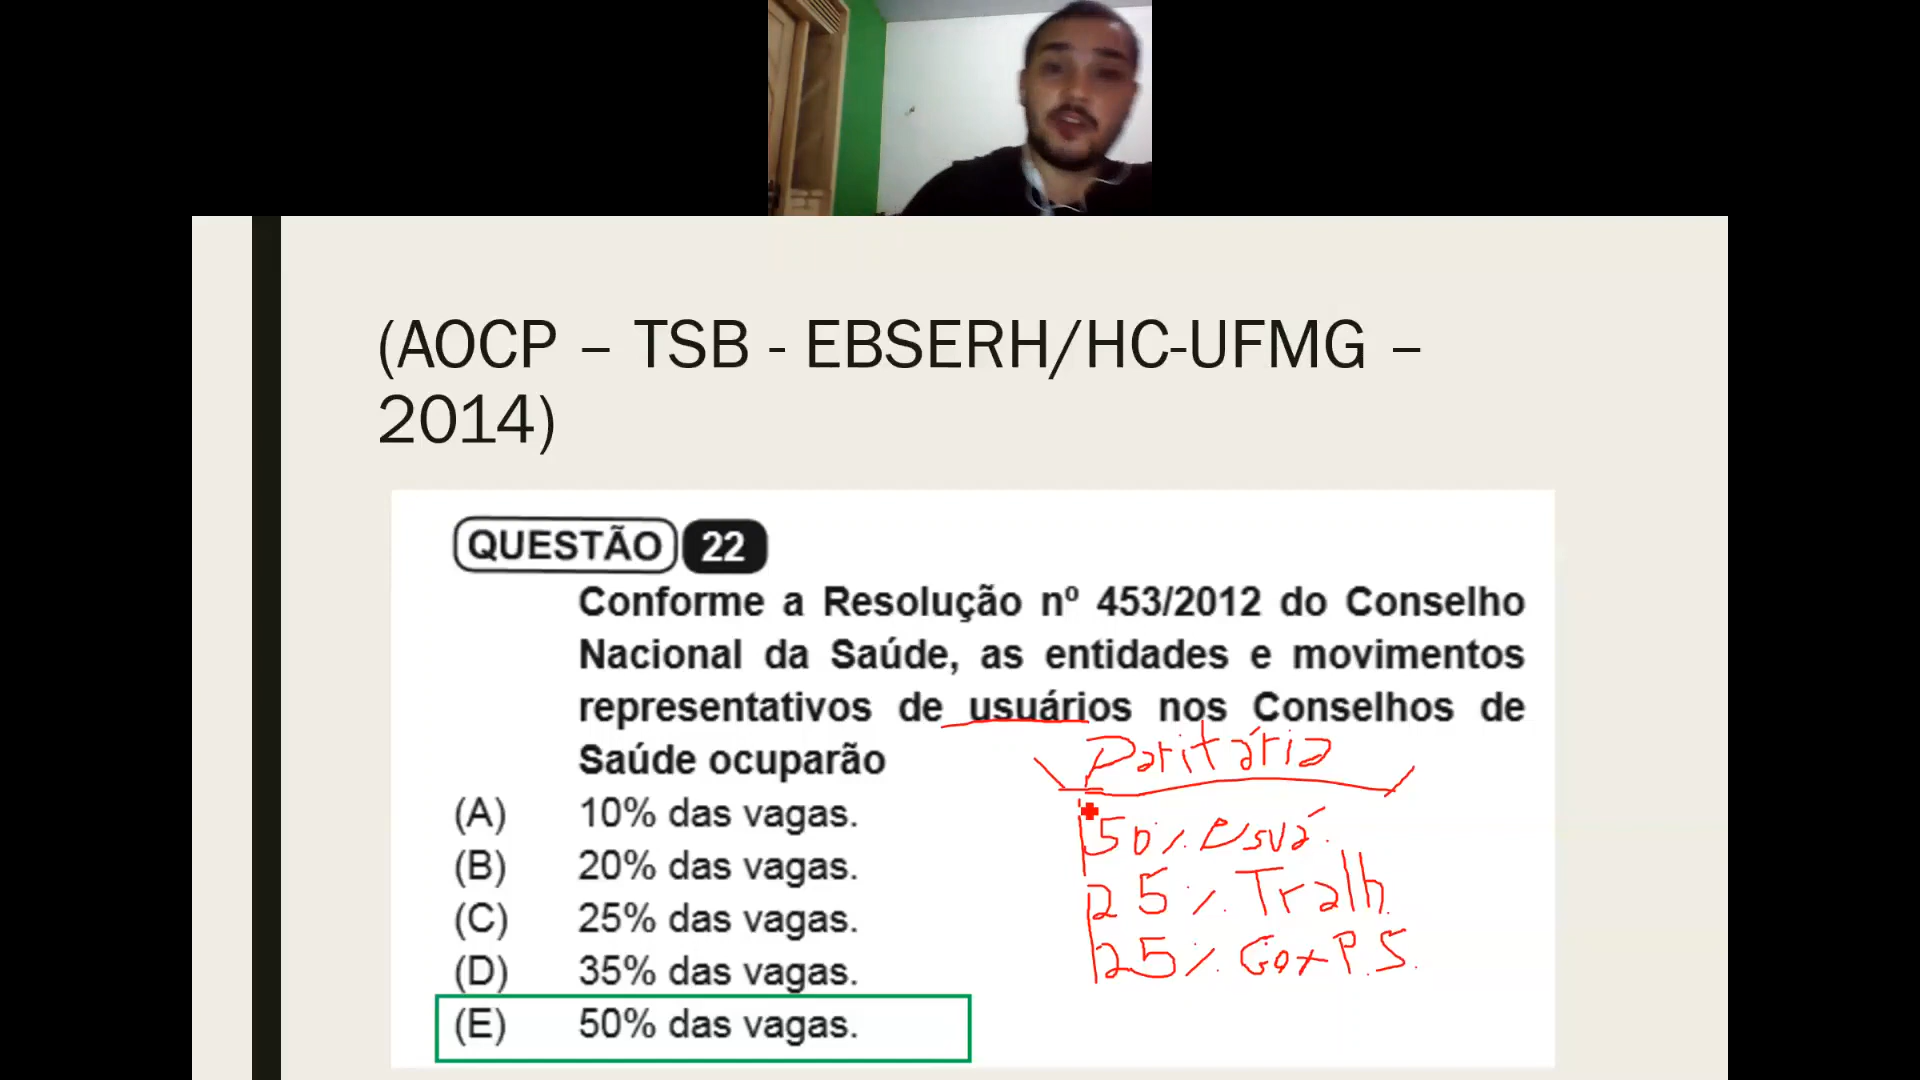 (AOCP – TSB - EBSERH/HC-UFMG –
2014)
QUESTÃO 22
Conforme a Resolução nº 453/2012 do Conselho
Nacional da Saúde, as entidades e movimentos
representativos de usuários nos Conselhos de
Saúde ocuparão
Paritária
(A) 10% das vagas.
50% Usuá.
(B) 20% das vagas.
25% Tralh.
(C) 25% das vagas.
25% Go+P.S.
(D) 35% das vagas.
(E) 50% das vagas.